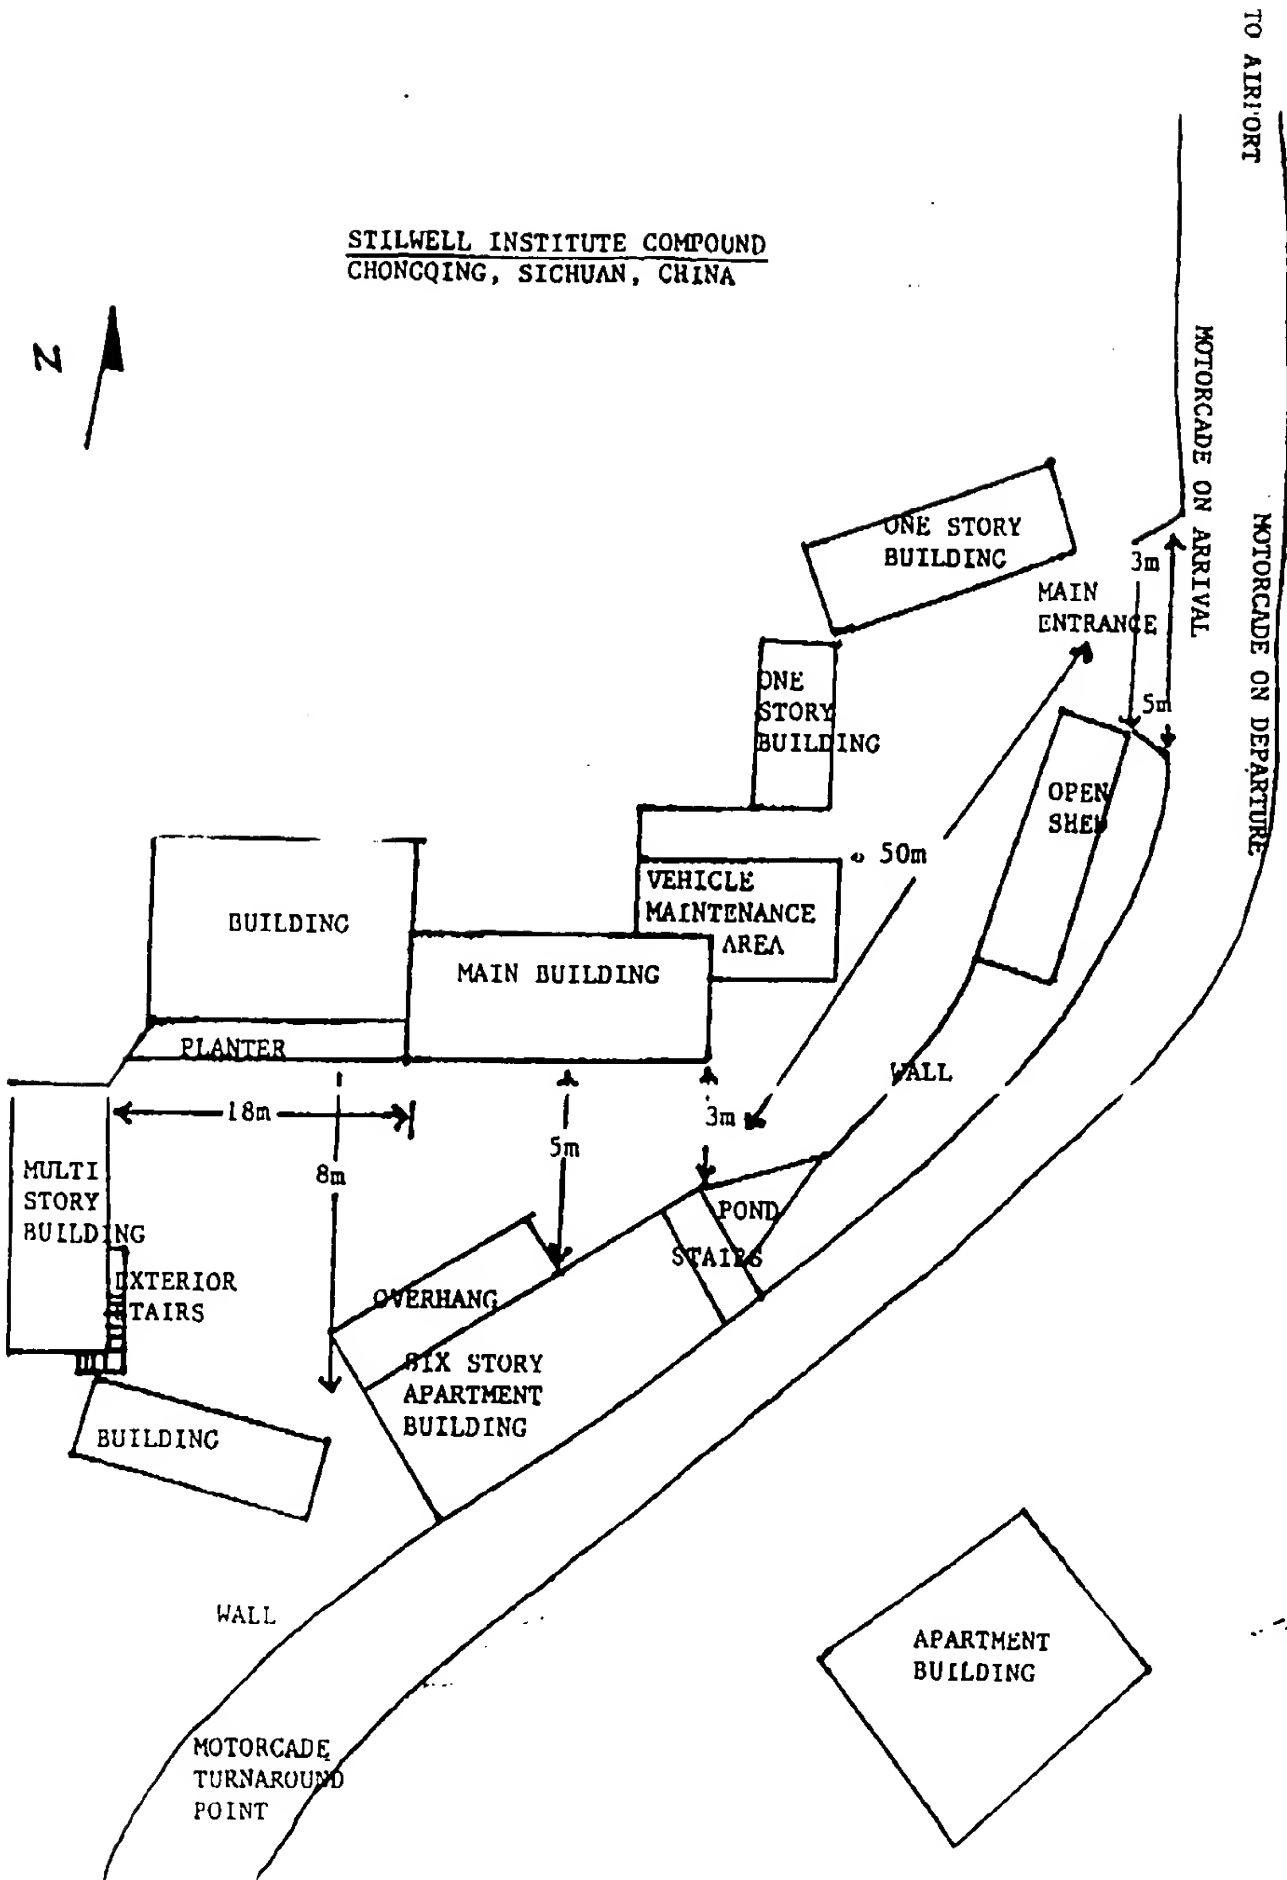 TO AIRPORT
STILWELL INSTITUTE COMPOUND
CHONGQING, SICHUAN, CHINA
N
MOTORCADE ON ARRIVAL
MOTORCADE ON DEPARTURE
ONE STORY
BUILDING
3m
MAIN
ENTRANCE
ONE
STORY
BUILDING
5m
OPEN
SHED
50m
VEHICLE
MAINTENANCE
AREA
BUILDING
MAIN BUILDING
PLANTER
WALL
18m
3m
5m
8m
MULTI
STORY
BUILDING
POND
STAIRS
EXTERIOR
STAIRS
OVERHANG
SIX STORY
APARTMENT
BUILDING
BUILDING
WALL
APARTMENT
BUILDING
MOTORCADE
TURNAROUND
POINT